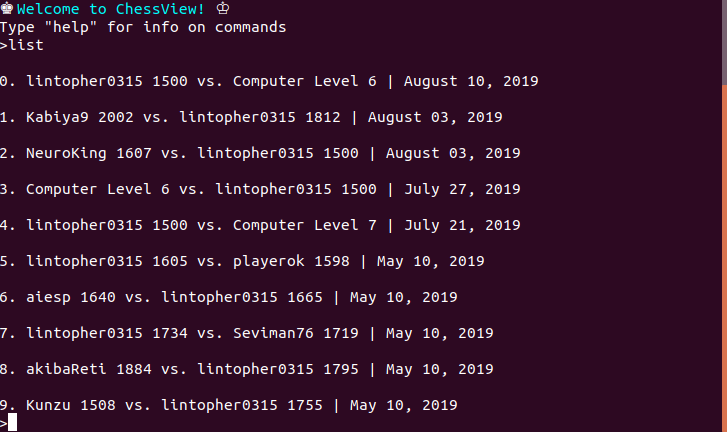 ♚Welcome to ChessView! ♔
Type "help" for info on commands
>list
0. lintopher0315 1500 vs. Computer Level 6 | August 10, 2019
1. Kabiya9 2002 vs. lintopher0315 1812 | August 03, 2019
2. NeuroKing 1607 vs. lintopher0315 1500 | August 03, 2019
3. Computer Level 6 vs. lintopher0315 1500 | July 27, 2019
4. lintopher0315 1500 vs. Computer Level 7 | July 21, 2019
5. lintopher0315 1605 vs. playerok 1598 | May 10, 2019
6. aiesp 1640 vs. lintopher0315 1665 | May 10, 2019
7. lintopher0315 1734 vs. Seviman76 1719 | May 10, 2019
8. akibaReti 1884 vs. lintopher0315 1795 | May 10, 2019
9. Kunzu 1508 vs. lintopher0315 1755 | May 10, 2019
>